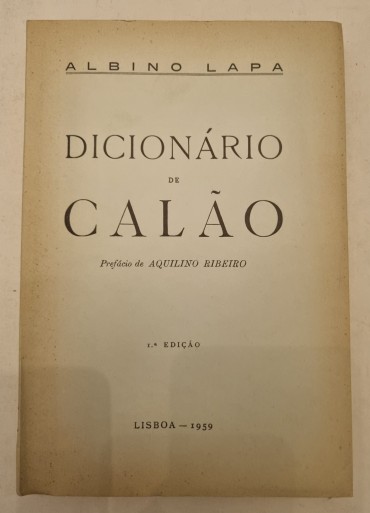 ALBINO LAPA
DICIONÁRIO
DE
CALÃO
Prefácio de AQUILINO RIBEIRO
1.ª EDIÇÃO
LISBOA — 1959